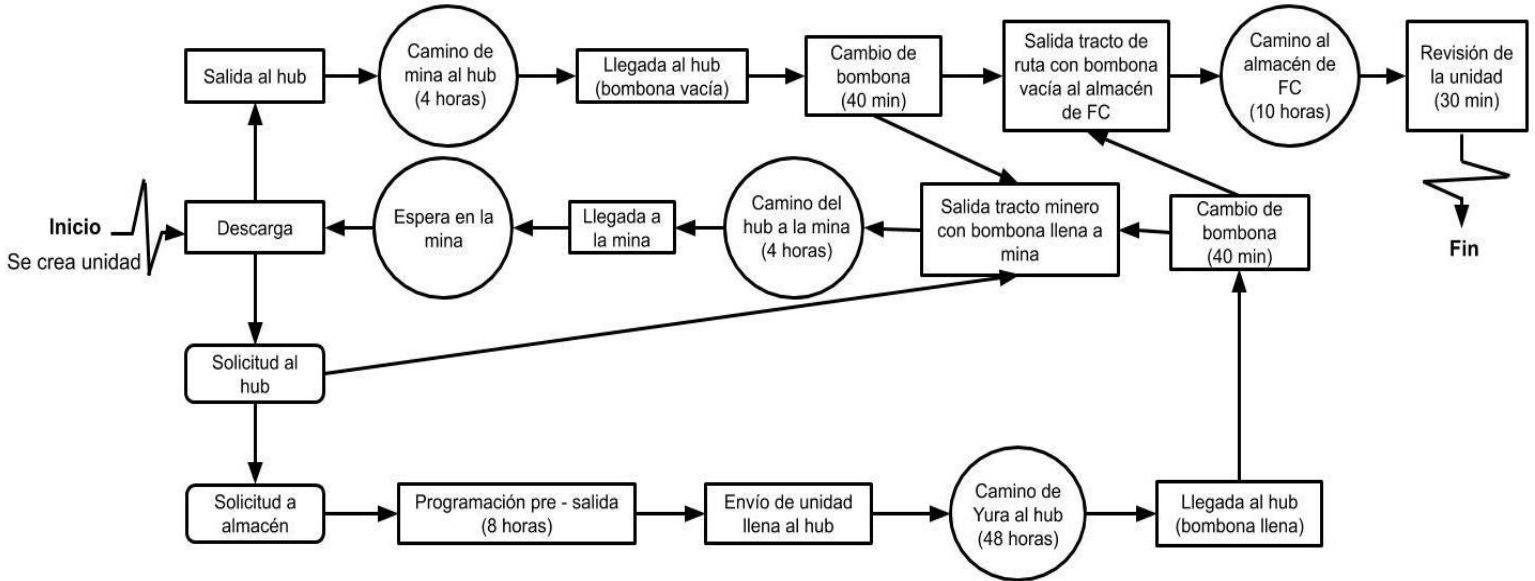 Salida al hub
Camino de
mina al hub
(4 horas)
Llegada al hub
(bombona vacía)
Cambio de
bombona
(40 min)
Salida tracto de
ruta con bombona
vacía al almacén
de FC
Camino al
almacén de
FC
(10 horas)
Revisión de
la unidad
(30 min)
Inicio
Se crea unidad
Descarga
Espera en la
mina
Llegada a
la mina
Camino del
hub a la mina
(4 horas)
Salida tracto minero
con bombona llena a
mina
Cambio de
bombona
(40 min)
Fin
Solicitud al
hub
Solicitud a
almacén
Programación pre - salida
(8 horas)
Envío de unidad
llena al hub
Camino de
Yura al hub
(48 horas)
Llegada al hub
(bombona llena)